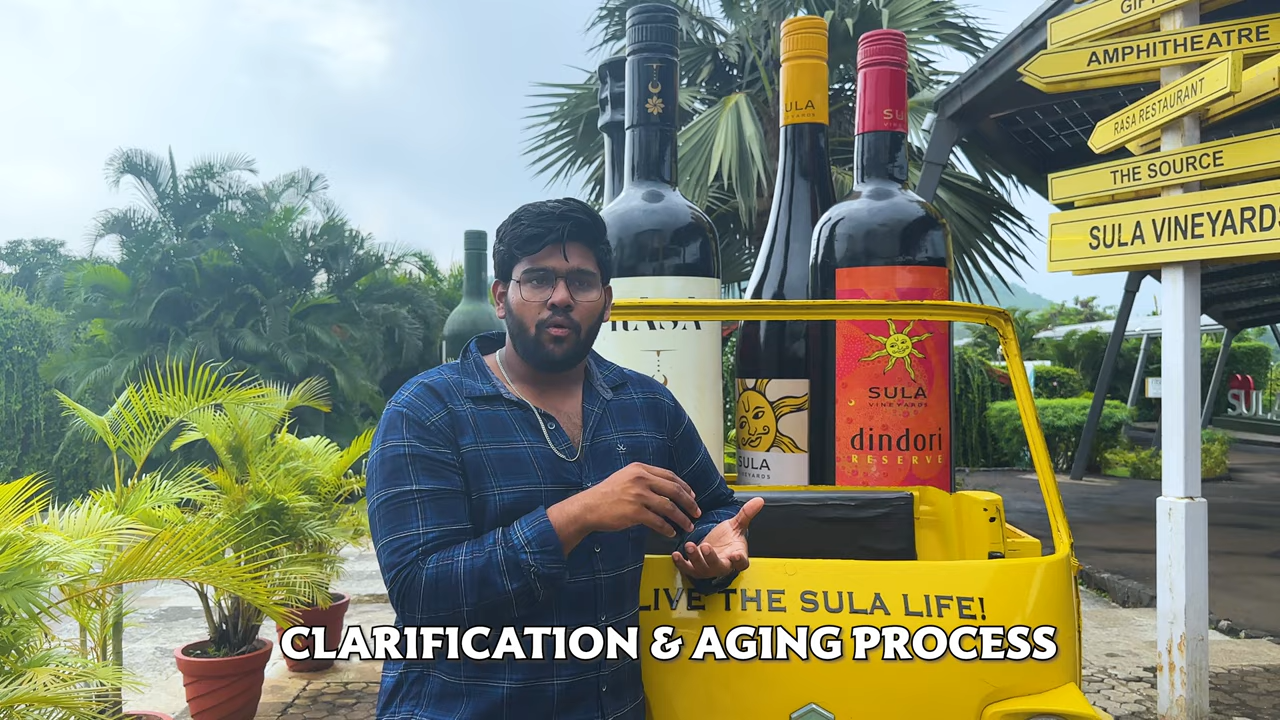 GIFT
AMPHITHEATRE
RASA RESTAURANT
THE SOURCE
SULA VINEYARDS
SULA
VINEYARDS
RASA
SULA
VINEYARDS
dindori
RESERVE
SULA
VINEYARDS
SULA
LIVE THE SULA LIFE!
CLARIFICATION & AGING PROCESS